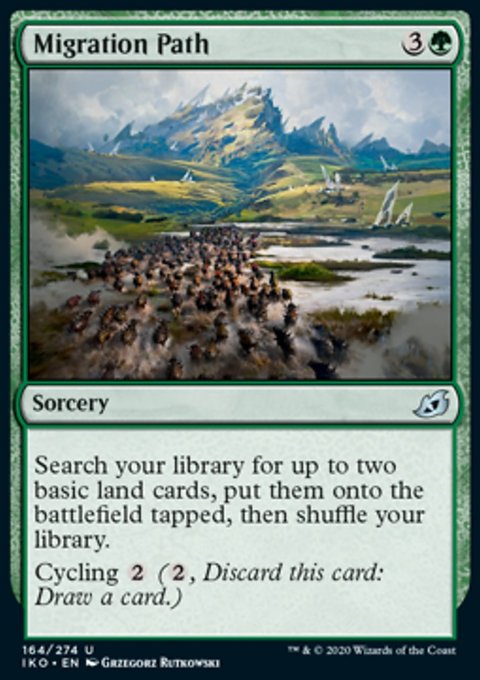 Migration Path 3
Sorcery
Search your library for up to two
basic land cards, put them onto the
battlefield tapped, then shuffle your
library.
Cycling 2 (2, Discard this card:
Draw a card.)
164/274 U
IKO • EN Grzegorz Rutkowski
™ & © 2020 Wizards of the Coast